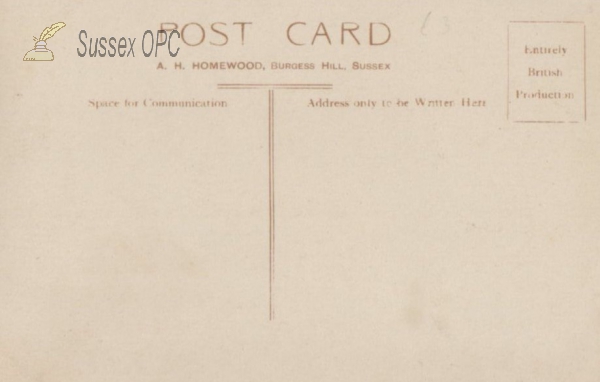 POST CARD
Sussex OPC
A. H. HOMEWOOD, BURGESS HILL, SUSSEX
Entirely
British
Production
Space for Communication
Address only to be Written Here